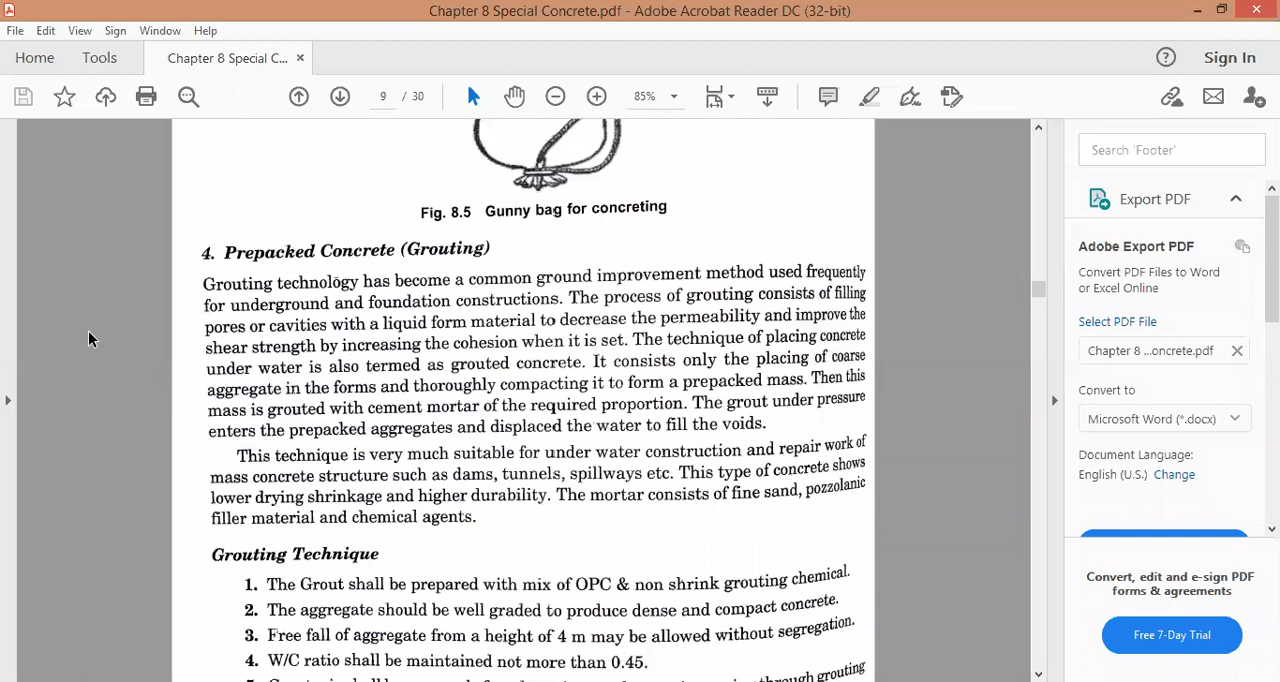 Chapter 8 Special Concrete.pdf - Adobe Acrobat Reader DC (32-bit)
File Edit View Sign Window Help
Home Tools Chapter 8 Special C... × Sign In
9 / 30 85%
Search 'Footer'
Export PDF
Adobe Export PDF
Convert PDF Files to Word
or Excel Online
Select PDF File
Chapter 8 ...oncrete.pdf
Convert to
Microsoft Word (*.docx)
Document Language:
English (U.S.) Change
Convert, edit and e-sign PDF
forms & agreements
Free 7-Day Trial
Fig. 8.5 Gunny bag for concreting
4. Prepacked Concrete (Grouting)
Grouting technology has become a common ground improvement method used frequently
for underground and foundation constructions. The process of grouting consists of filling
pores or cavities with a liquid form material to decrease the permeability and improve the
shear strength by increasing the cohesion when it is set. The technique of placing concrete
under water is also termed as grouted concrete. It consists only the placing of coarse
aggregate in the forms and thoroughly compacting it to form a prepacked mass. Then this
mass is grouted with cement mortar of the required proportion. The grout under pressure
enters the prepacked aggregates and displaced the water to fill the voids.
This technique is very much suitable for under water construction and repair work of
mass concrete structure such as dams, tunnels, spillways etc. This type of concrete shows
lower drying shrinkage and higher durability. The mortar consists of fine sand, pozzolanic
filler material and chemical agents.
Grouting Technique
1. The Grout shall be prepared with mix of OPC & non shrink grouting chemical.
2. The aggregate should be well graded to produce dense and compact concrete.
3. Free fall of aggregate from a height of 4 m may be allowed without segregation.
4. W/C ratio shall be maintained not more than 0.45.
through grouting